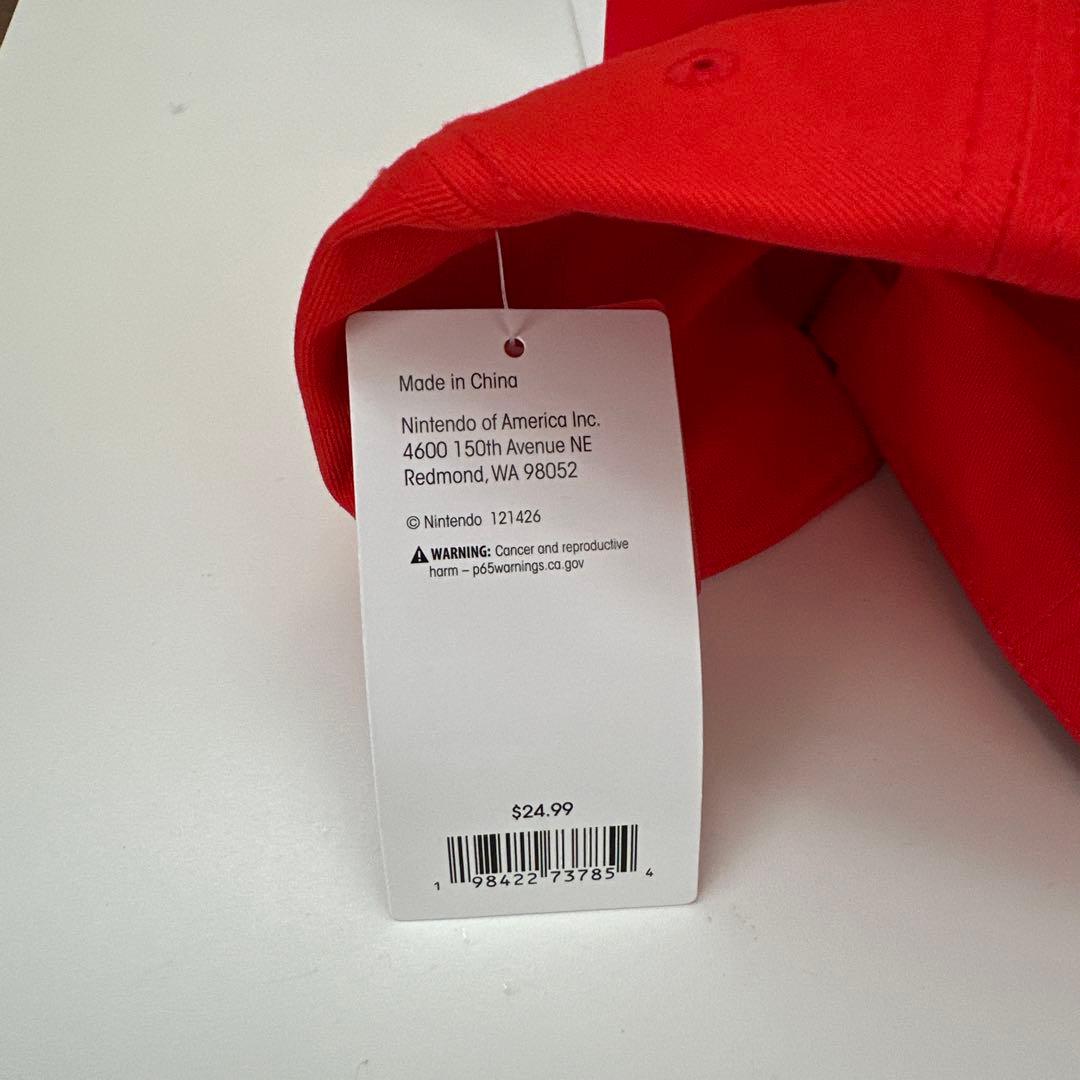 Made in China
Nintendo of America Inc.
4600 150th Avenue NE
Redmond, WA 98052
© Nintendo 121426
⚠ WARNING: Cancer and reproductive
harm – p65warnings.ca.gov
$24.99
1 98422 73785 4